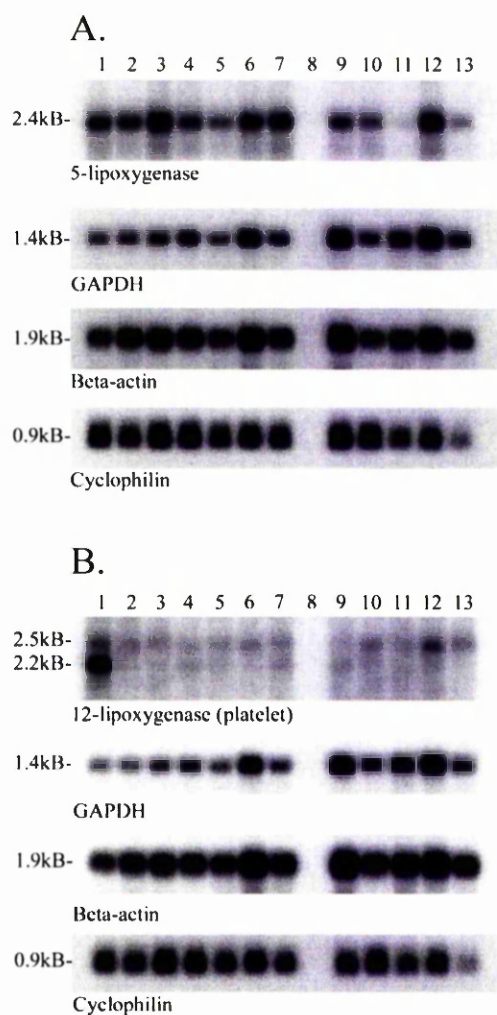 A.
1 2 3 4 5 6 7 8 9 10 11 12 13
2.4kB-
5-lipoxygenase
1.4kB-
GAPDH
1.9kB-
Beta-actin
0.9kB-
Cyclophilin
B.
1 2 3 4 5 6 7 8 9 10 11 12 13
2.5kB-
2.2kB-
12-lipoxygenase (platelet)
1.4kB-
GAPDH
1.9kB-
Beta-actin
0.9kB-
Cyclophilin